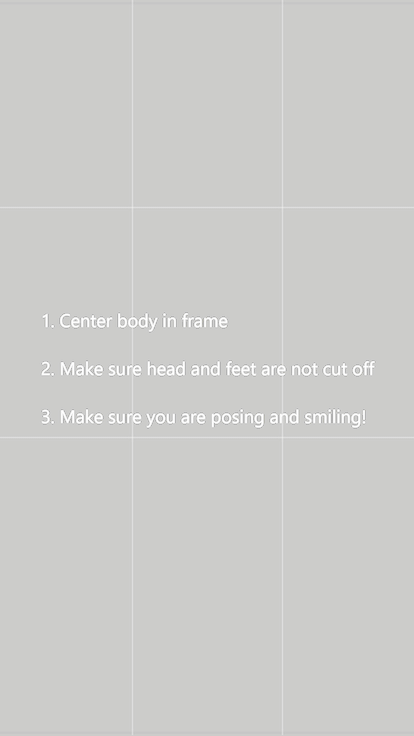 1. Center body in frame
2. Make sure head and feet are not cut off
3. Make sure you are posing and smiling!